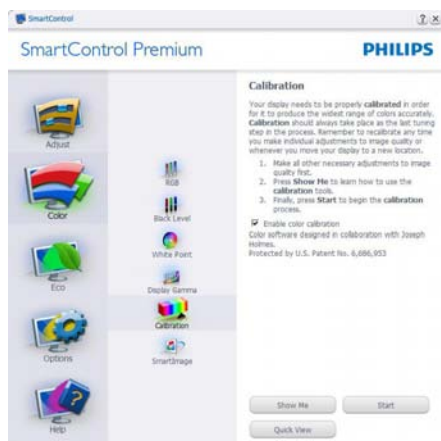 SmartControl
SmartControl Premium
PHILIPS
Adjust
Color
Eco
Options
Help
RGB
Black Level
White Point
Display Gamma
Calibration
SmartImage
Calibration
Your display needs to be properly calibrated in order
for it to produce the widest range of colors accurately.
Calibration should always take place as the last tuning
step in the process. Remember to recalibrate any time
you make individual adjustments to image quality or
whenever you move your display to a new location.
1. Make all other necessary adjustments to image
quality first.
2. Press Show Me to learn how to use the
calibration tools.
3. Finally, press Start to begin the calibration
process.
Enable color calibration
Color software designed in collaboration with Joseph
Holmes.
Protected by U.S. Patent No. 6,686,953
Show Me
Start
Quick View